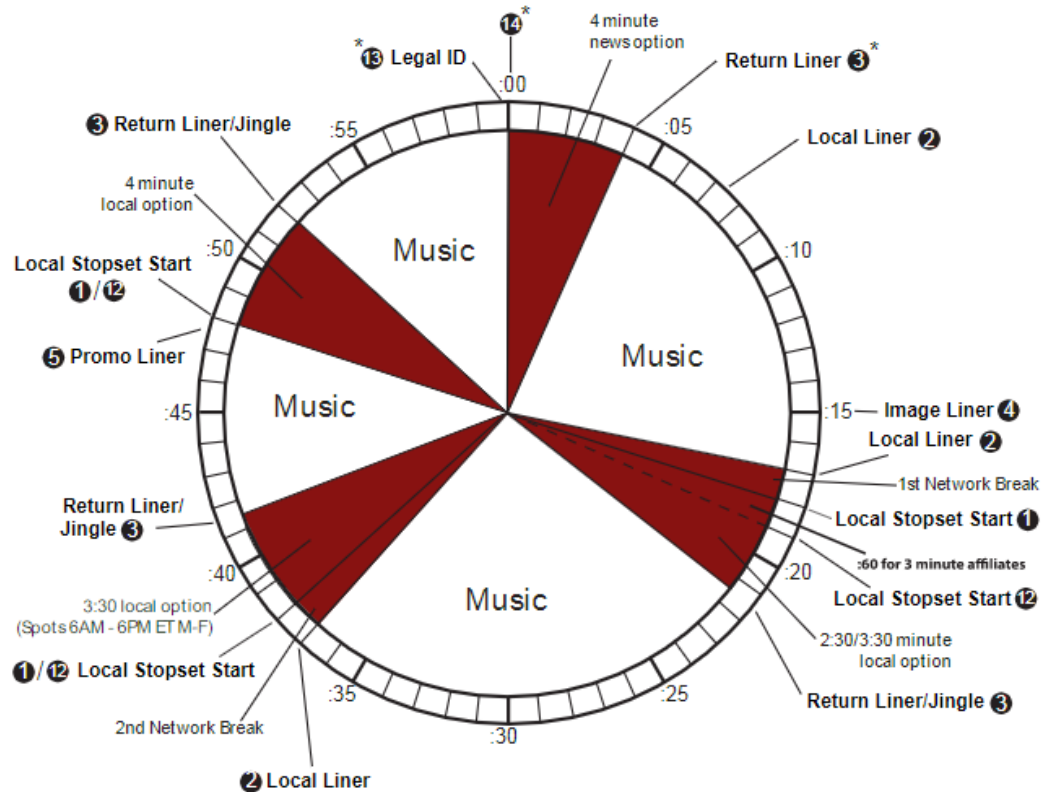 *14
:00
4 minute
news option
*13 Legal ID
Return Liner 3*
3 Return Liner/Jingle
:55
:05
Local Liner 2
4 minute
local option
Music
:50
:10
Local Stopset Start
1/12
Music
5 Promo Liner
Music
:45
:15
Image Liner 4
Local Liner 2
1st Network Break
Return Liner/
Jingle 3
Local Stopset Start 1
:60 for 3 minute affiliates
:40
:20
Local Stopset Start 12
Music
3:30 local option
(Spots 6AM - 6PM ET M-F)
2:30/3:30 minute
local option
1/12 Local Stopset Start
:35
:25
Return Liner/Jingle 3
2nd Network Break
:30
2 Local Liner